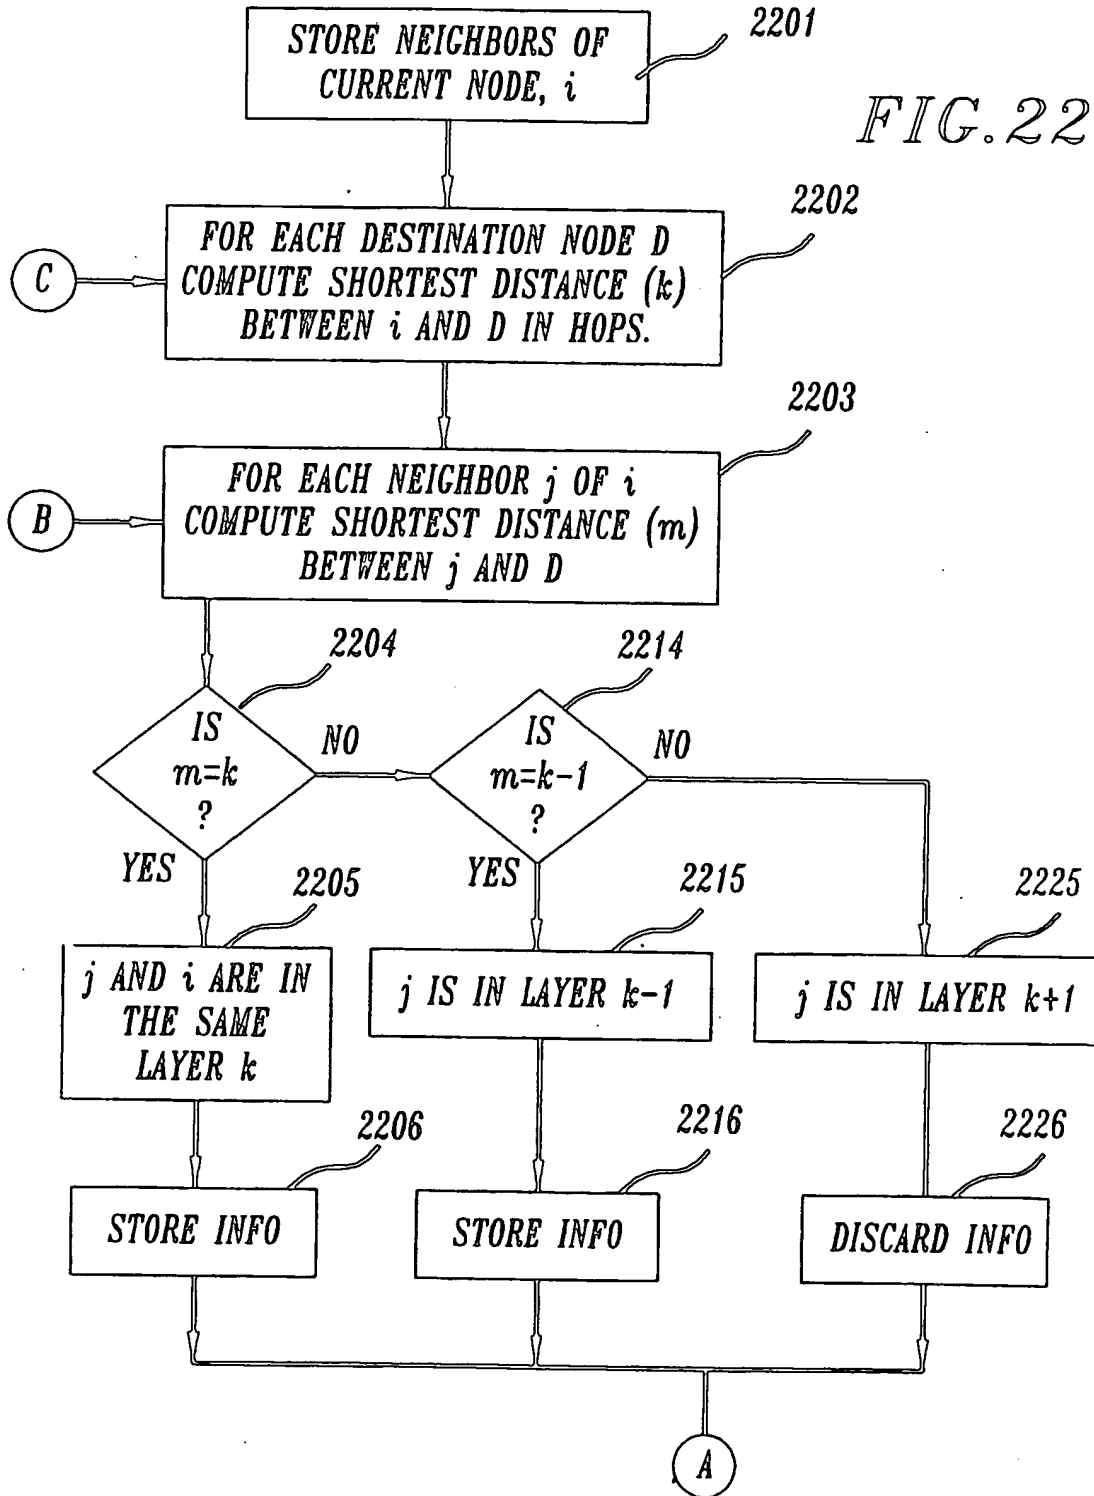 2201
STORE NEIGHBORS OF
CURRENT NODE, i
FIG.22
2202
FOR EACH DESTINATION NODE D
COMPUTE SHORTEST DISTANCE (k)
BETWEEN i AND D IN HOPS.
C
2203
FOR EACH NEIGHBOR j OF i
COMPUTE SHORTEST DISTANCE (m)
BETWEEN j AND D
B
2204
IS
m=k
?
NO
YES
2214
IS
m=k-1
?
NO
YES
2205
j AND i ARE IN
THE SAME
LAYER k
2215
j IS IN LAYER k-1
2225
j IS IN LAYER k+1
2206
STORE INFO
2216
STORE INFO
2226
DISCARD INFO
A